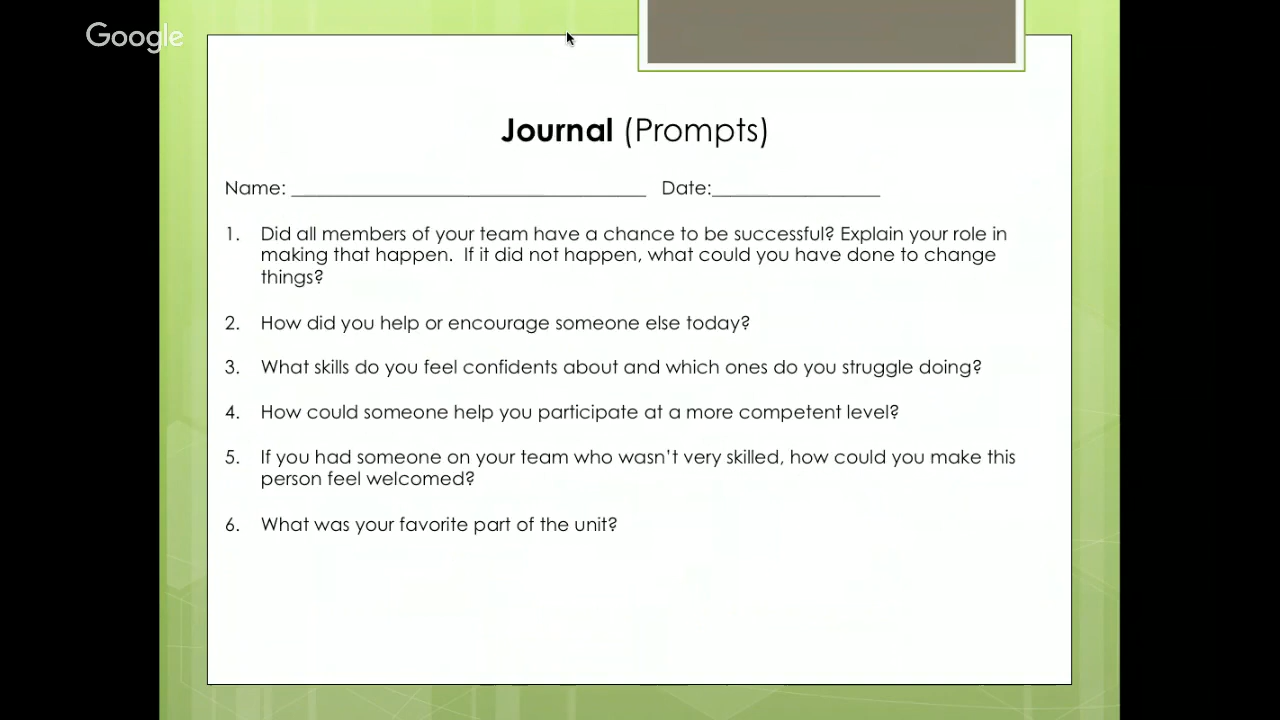 Google
Journal (Prompts)
Name: ___________________________________ Date:_________________
1. Did all members of your team have a chance to be successful? Explain your role in
making that happen.  If it did not happen, what could you have done to change
things?
2. How did you help or encourage someone else today?
3. What skills do you feel confidents about and which ones do you struggle doing?
4. How could someone help you participate at a more competent level?
5. If you had someone on your team who wasn't very skilled, how could you make this
person feel welcomed?
6. What was your favorite part of the unit?